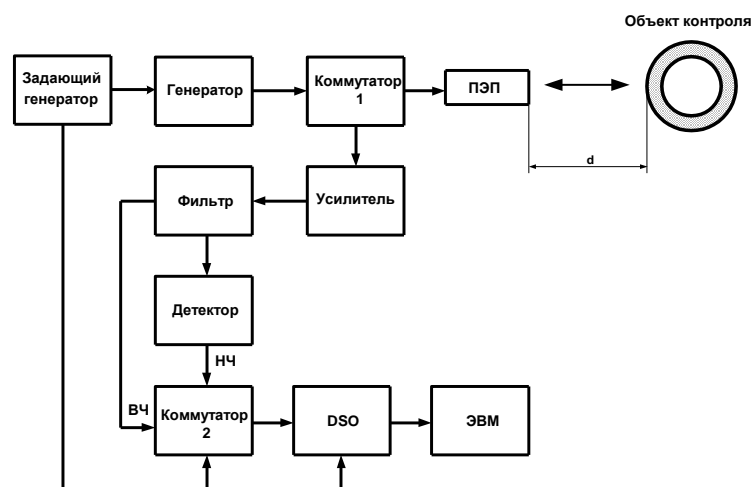 Объект контроля
Задающий
генератор
Генератор
Коммутатор
1
ПЭП
d
Фильтр
Усилитель
Детектор
НЧ
ВЧ
Коммутатор
2
DSO
ЭВМ